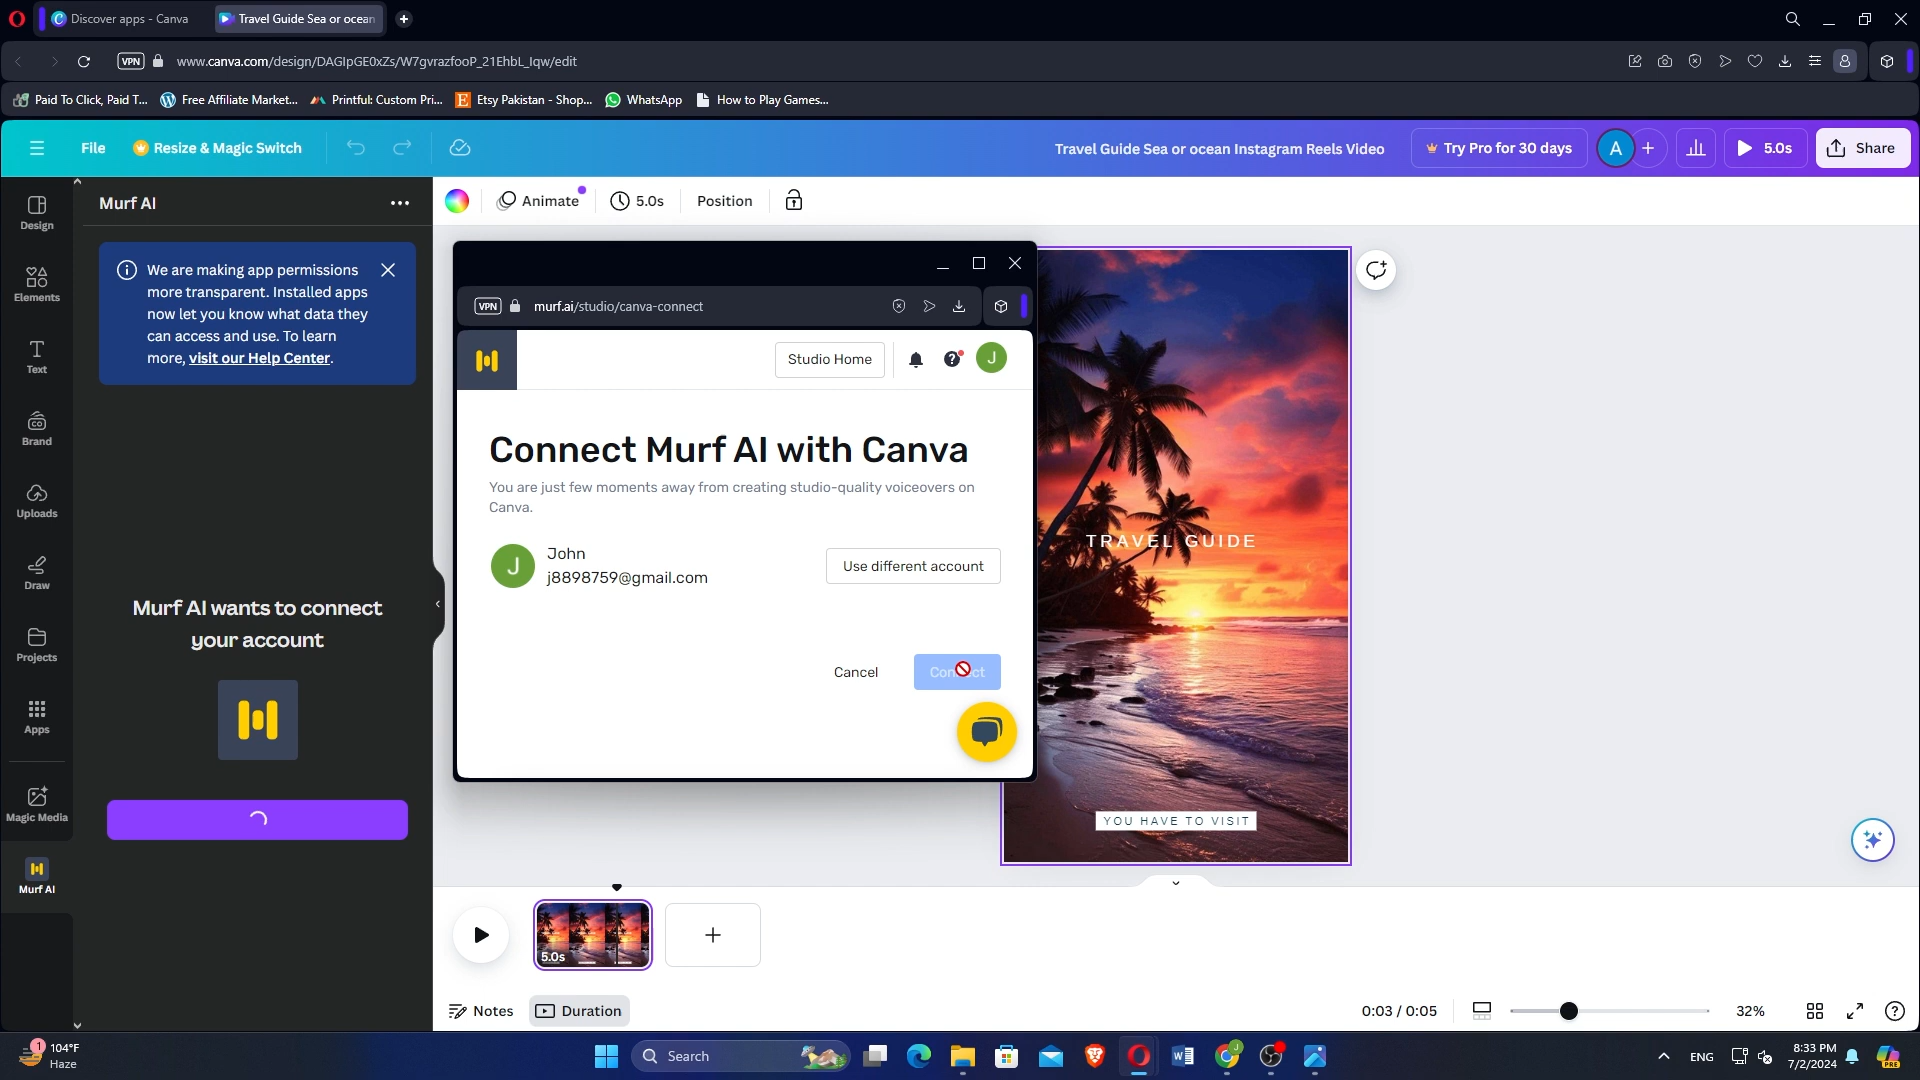 Discover apps - Canva
Travel Guide Sea or ocean
VPN
www.canva.com/design/DAGIpGE0xZs/W7gvrazfooP_21EhbL_Iqw/edit
Paid To Click, Paid T...
Free Affiliate Market...
Printful: Custom Pri...
Etsy Pakistan - Shop...
WhatsApp
How to Play Games...
File
Resize & Magic Switch
Travel Guide Sea or ocean Instagram Reels Video
Try Pro for 30 days
A
5.0s
Share
Design
Elements
Text
Brand
Uploads
Draw
Projects
Apps
Magic Media
Murf AI
Murf AI
We are making app permissions
more transparent. Installed apps
now let you know what data they
can access and use. To learn
more, visit our Help Center.
Murf AI wants to connect
your account
Animate
5.0s
Position
VPN
murf.ai/studio/canva-connect
Studio Home
J
Connect Murf AI with Canva
You are just few moments away from creating studio-quality voiceovers on
Canva.
J
John
j8898759@gmail.com
Use different account
Cancel
Connect
TRAVEL GUIDE
YOU HAVE TO VISIT
5.0s
Notes
Duration
0:03 / 0:05
32%
1
104°F
Haze
Search
J
ENG
8:33 PM
7/2/2024
PRE